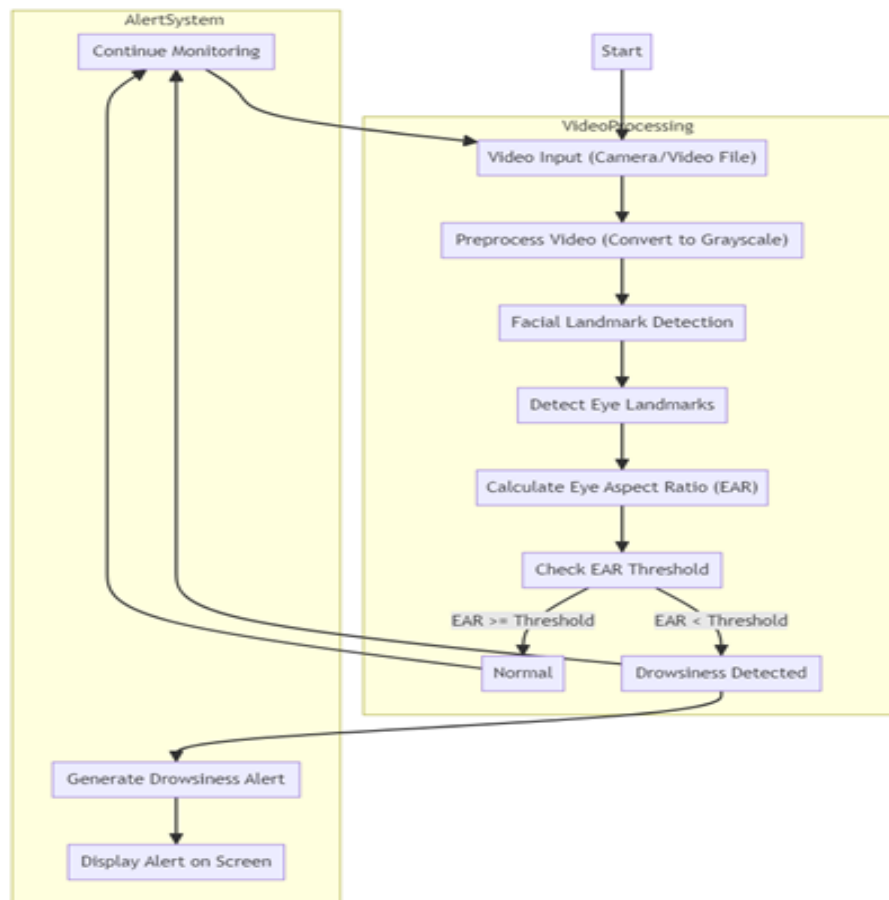 AlertSystem
Continue Monitoring
Start
VideoProcessing
Video Input (Camera/Video File)
Preprocess Video (Convert to Grayscale)
Facial Landmark Detection
Detect Eye Landmarks
Calculate Eye Aspect Ratio (EAR)
Check EAR Threshold
EAR >= Threshold
EAR < Threshold
Normal
Drowsiness Detected
Generate Drowsiness Alert
Display Alert on Screen